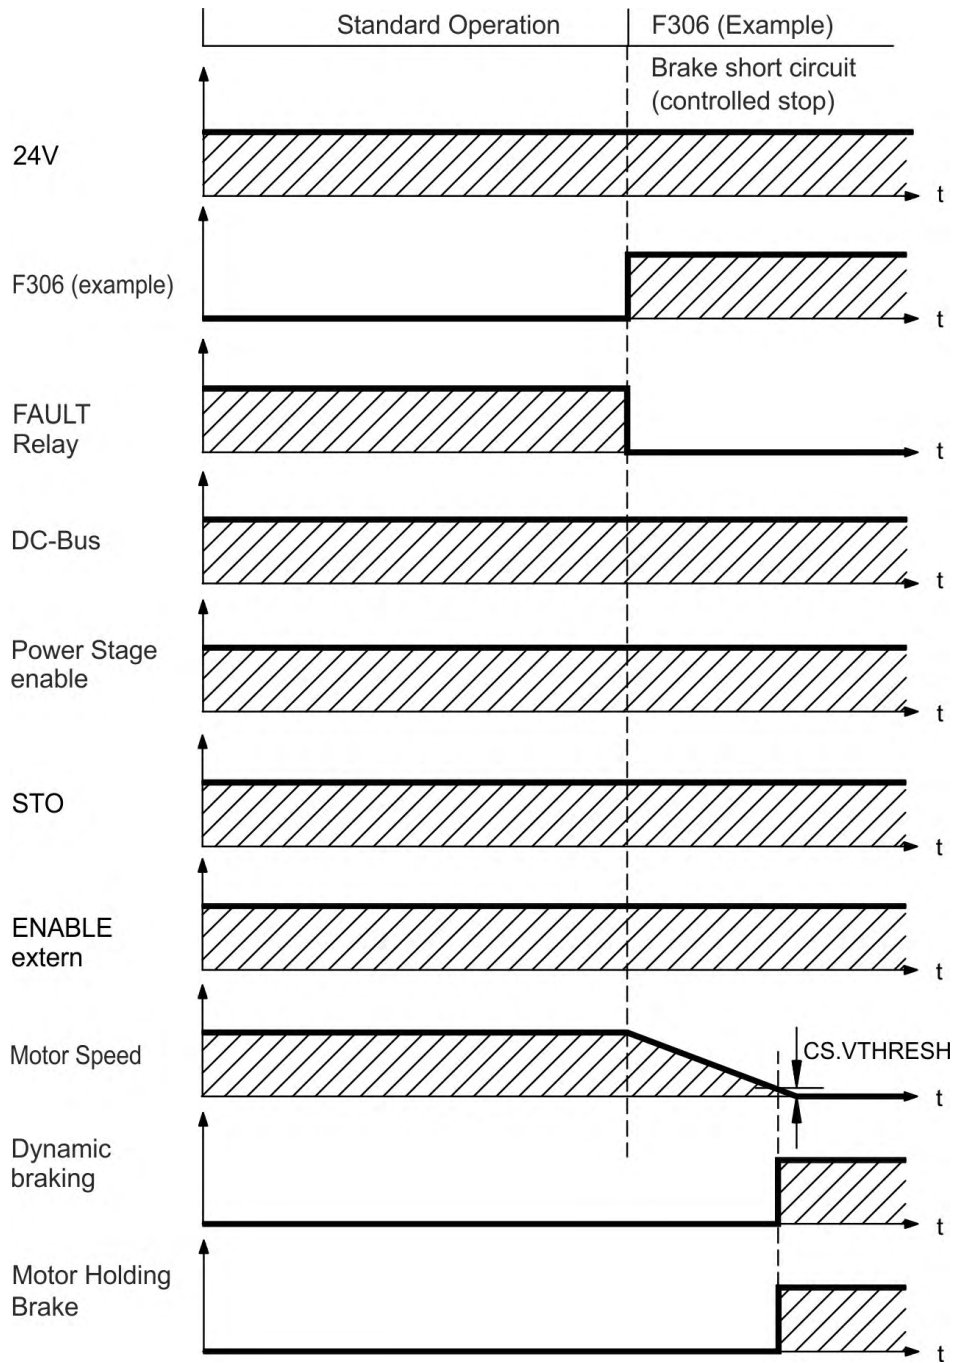 Standard Operation
F306 (Example)
Brake short circuit
(controlled stop)
24V
t
F306 (example)
t
FAULT
Relay
t
DC-Bus
t
Power Stage
enable
t
STO
t
ENABLE
extern
t
Motor Speed
CS.VTHRESH
t
Dynamic
braking
t
Motor Holding
Brake
t